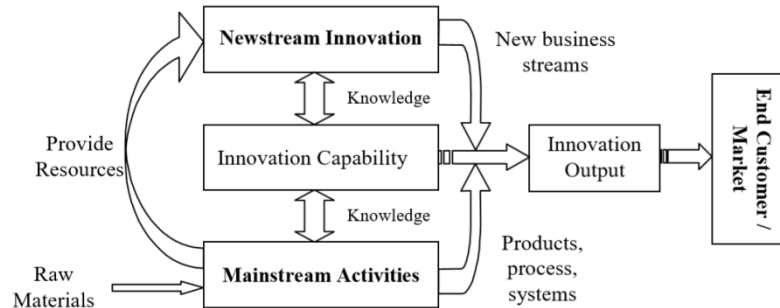 Newstream Innovation
New business
streams
Knowledge
Provide
Resources
Innovation Capability
Innovation
Output
End Customer /
Market
Knowledge
Products,
process,
systems
Mainstream Activities
Raw
Materials